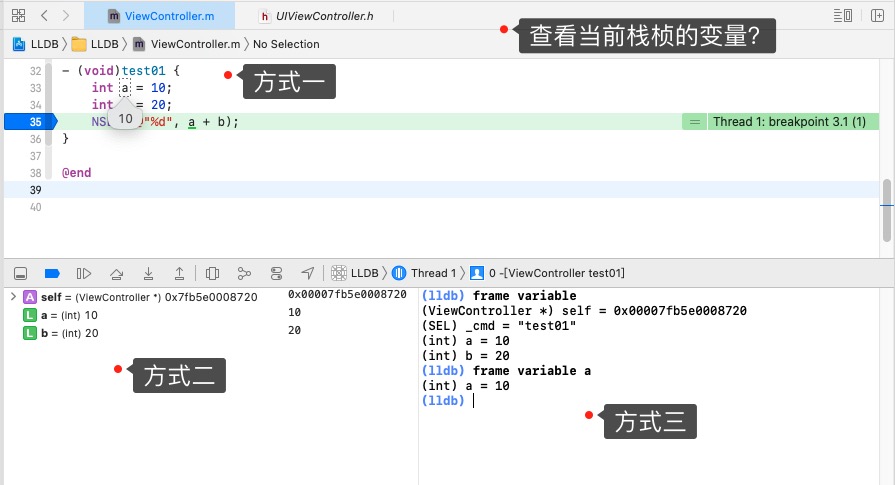 ViewController.m
UIViewController.h
查看当前栈桢的变量?
LLDB
LLDB
ViewController.m
No Selection
32 - (void)test01 {
方式一
33 int a = 10;
34 int = 20;
10
35 NS "%d", a + b);
= Thread 1: breakpoint 3.1 (1)
36 }
37
38 @end
39
40
LLDB
Thread 1
0 -[ViewController test01]
A self = (ViewController *) 0x7fb5e0008720
0x00007fb5e0008720
L a = (int) 10
10
L b = (int) 20
20
方式二
(lldb) frame variable
(ViewController *) self = 0x00007fb5e0008720
(SEL) _cmd = "test01"
(int) a = 10
(int) b = 20
(lldb) frame variable a
(int) a = 10
(lldb)
方式三